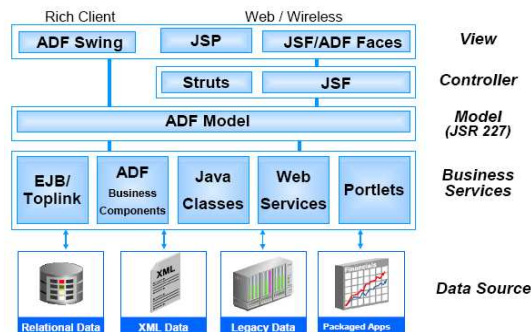 Rich Client
Web / Wireless
ADF Swing
JSP
JSF/ADF Faces
View
Struts
JSF
Controller
ADF Model
Model
(JSR 227)
EJB/
Toplink
ADF
Business
Components
Java
Classes
Web
Services
Portlets
Business
Services
XML
Financials
Data Source
Relational Data
XML Data
Legacy Data
Packaged Apps